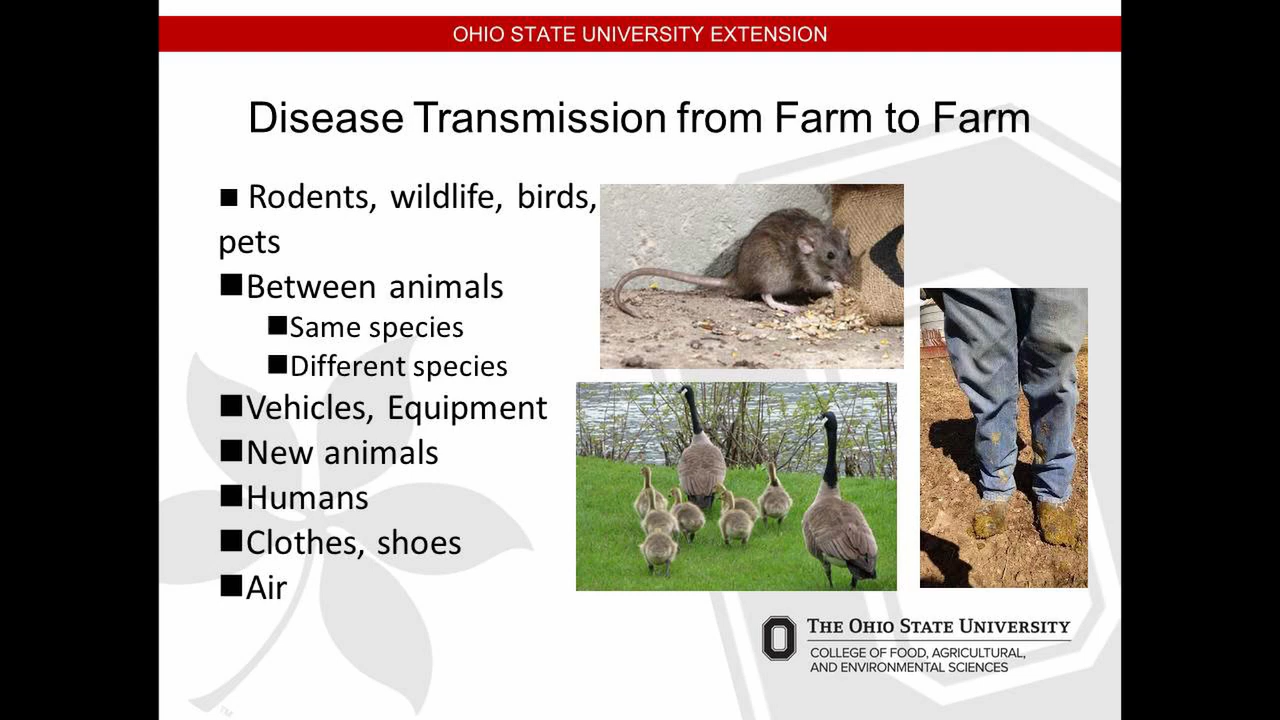 OHIO STATE UNIVERSITY EXTENSION
Disease Transmission from Farm to Farm
■ Rodents, wildlife, birds,
pets
■Between animals
■Same species
■Different species
■Vehicles, Equipment
■New animals
■Humans
■Clothes, shoes
■Air
THE OHIO STATE UNIVERSITY
COLLEGE OF FOOD, AGRICULTURAL,
AND ENVIRONMENTAL SCIENCES
TM